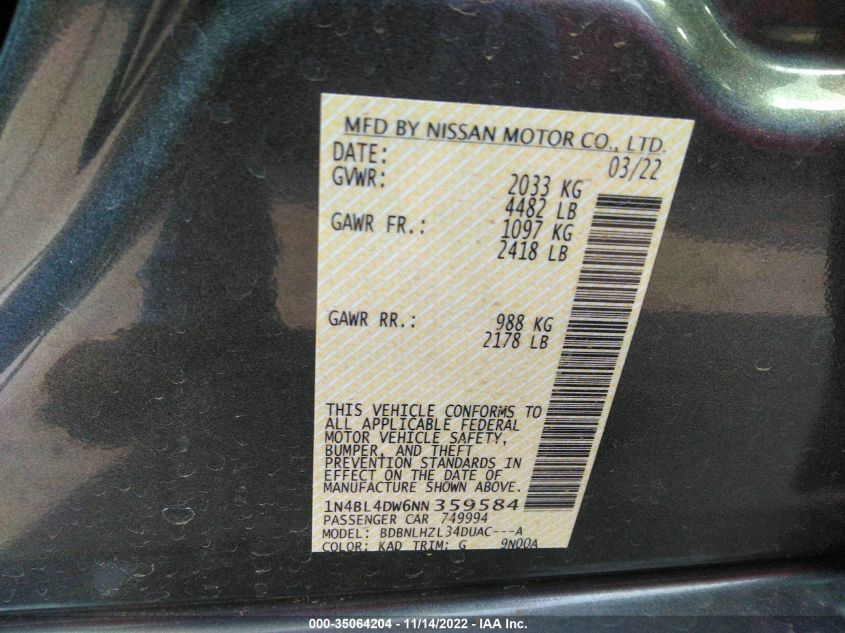 MFD BY NISSAN MOTOR CO., LTD.
DATE: 03/22
GVWR: 2033 KG
4482 LB
GAWR FR.: 1097 KG
2418 LB
GAWR RR.: 988 KG
2178 LB
THIS VEHICLE CONFORMS TO
ALL APPLICABLE FEDERAL
MOTOR VEHICLE SAFETY,
BUMPER, AND THEFT
PREVENTION STANDARDS IN
EFFECT ON THE DATE OF
MANUFACTURE SHOWN ABOVE.
1N4BL4DW6NN359584
PASSENGER CAR 749994
MODEL: BDBNLHZL34DUAC---A
COLOR: KAD TRIM: G 9N00A
000-35064204 - 11/14/2022 - IAA Inc.